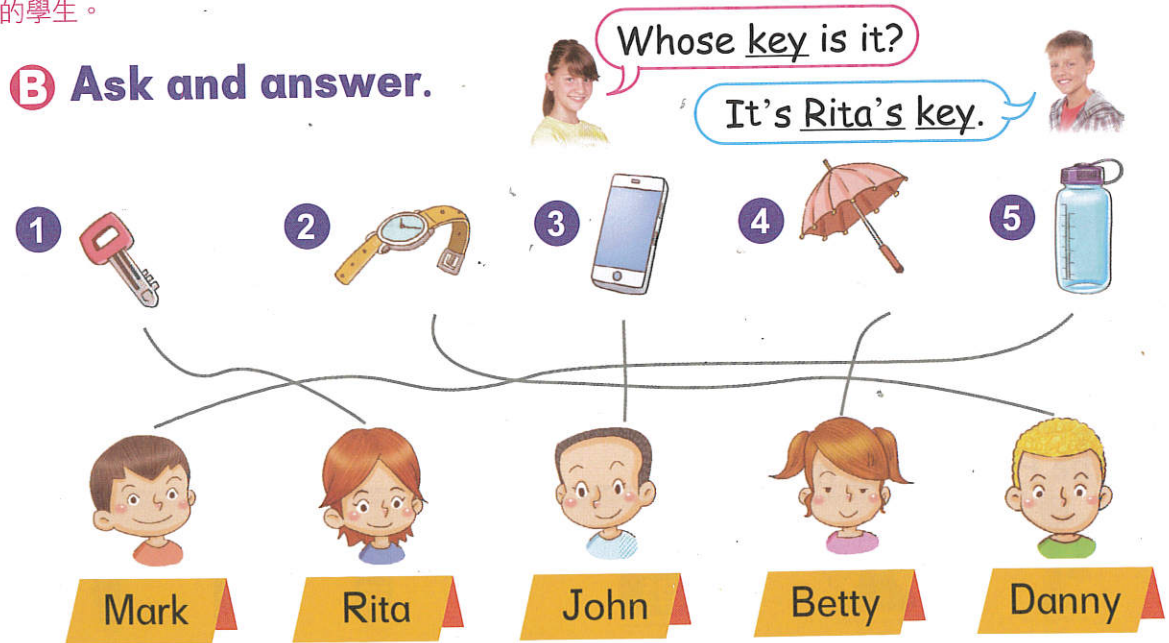 的學生。
Whose key is it?
B Ask and answer.
It's Rita's key.
1 2 3 4 5
Mark Rita John Betty Danny